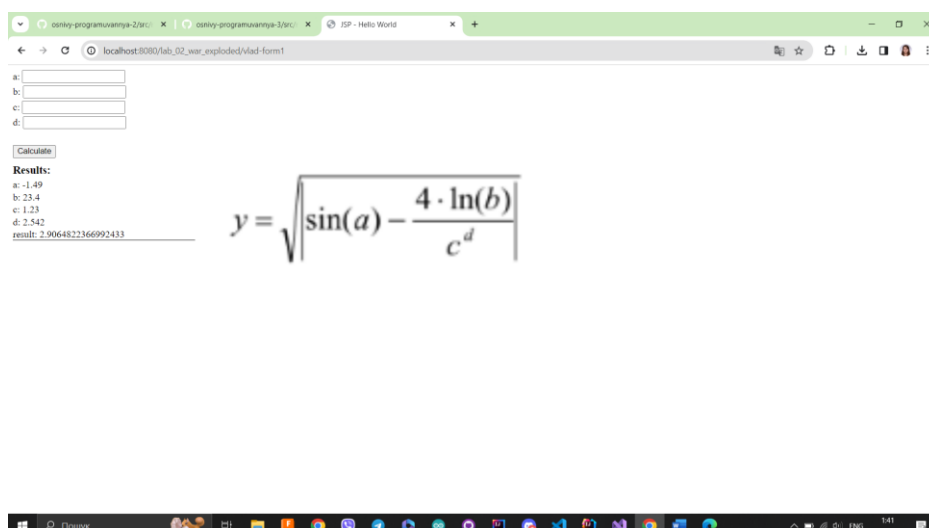 osnivy-programuvannya-2/src/
osnivy-programuvannya-3/src/
JSP - Hello World
localhost:8080/lab_02_war_exploded/vlad-form1
a:
b:
c:
d:
Calculate
Results:
a: -1.49
b: 23.4
c: 1.23
d: 2.542
result: 2.9064822366992433
y = √|sin(a) − 4 · ln(b) / c^d|
Пошук
ENG
1:41